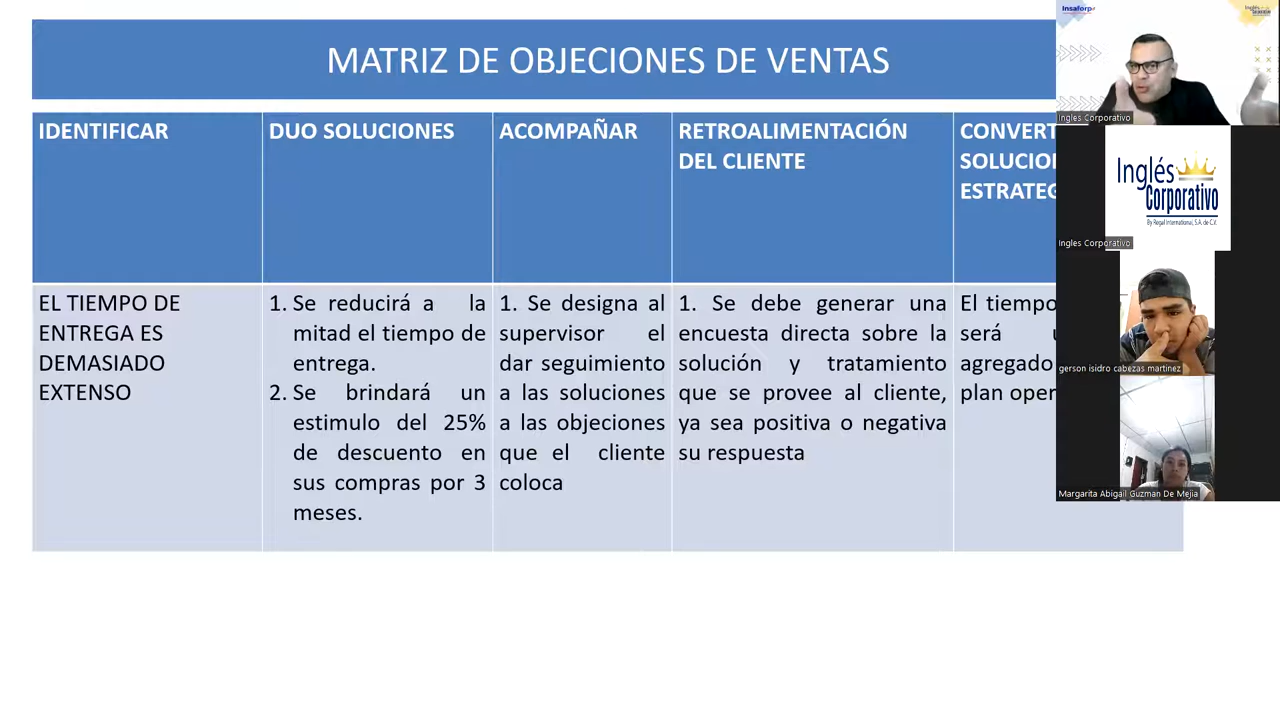 MATRIZ DE OBJECIONES DE VENTAS
IDENTIFICAR
DUO SOLUCIONES
ACOMPAÑAR
RETROALIMENTACIÓN
DEL CLIENTE
EL TIEMPO DE
ENTREGA ES
DEMASIADO
EXTENSO
1. Se reducirá a la
mitad el tiempo de
entrega.
2. Se brindará un
estimulo del 25%
de descuento en
sus compras por 3
meses.
1. Se designa al
supervisor el
dar seguimiento
a las soluciones
a las objeciones
que el cliente
coloca
1. Se debe generar una
encuesta directa sobre la
solución y tratamiento
que se provee al cliente,
ya sea positiva o negativa
su respuesta
El tiempo
será
agregado
plan
Insaforp
Ingles Corporativo
Inglés
Corporativo
By Regal International, S.A. de C.V.
Ingles Corporativo
gerson isidro cabezas martinez
Margarita Abigail Guzman De Mejia